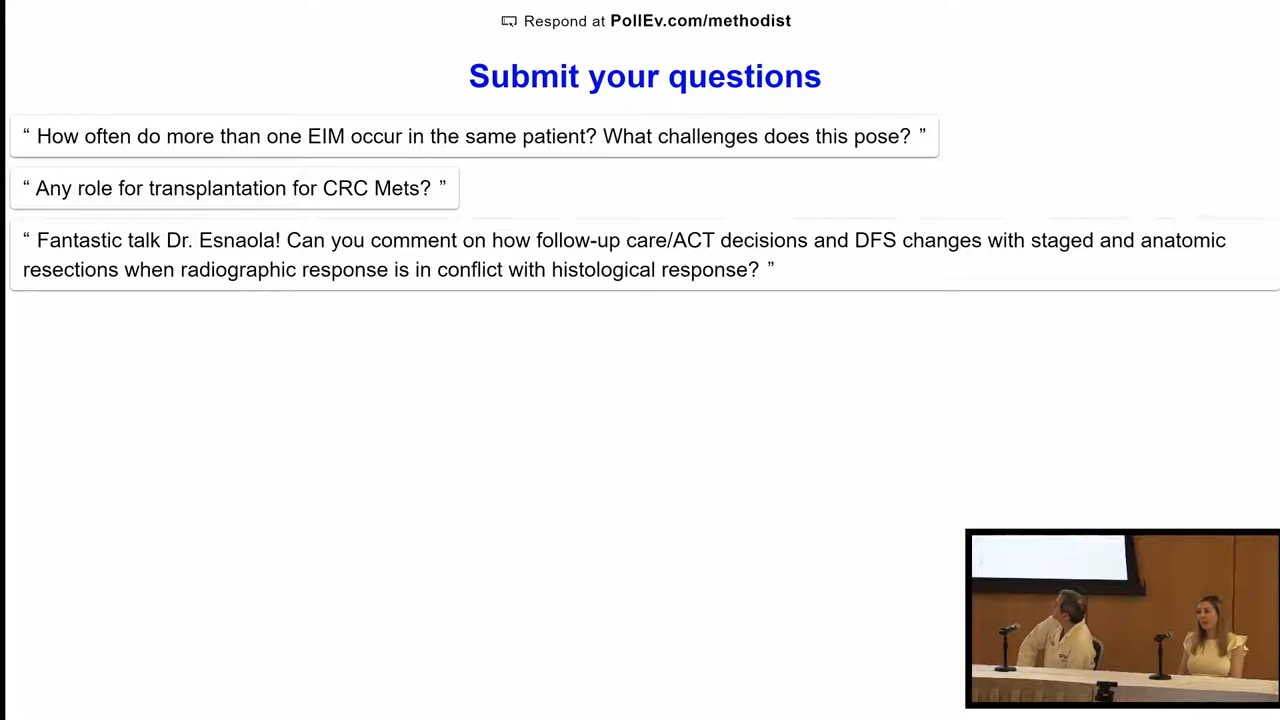 Respond at PollEv.com/methodist
Submit your questions
“ How often do more than one EIM occur in the same patient? What challenges does this pose? ”
“ Any role for transplantation for CRC Mets? ”
“ Fantastic talk Dr. Esnaola! Can you comment on how follow-up care/ACT decisions and DFS changes with staged and anatomic
resections when radiographic response is in conflict with histological response? ”